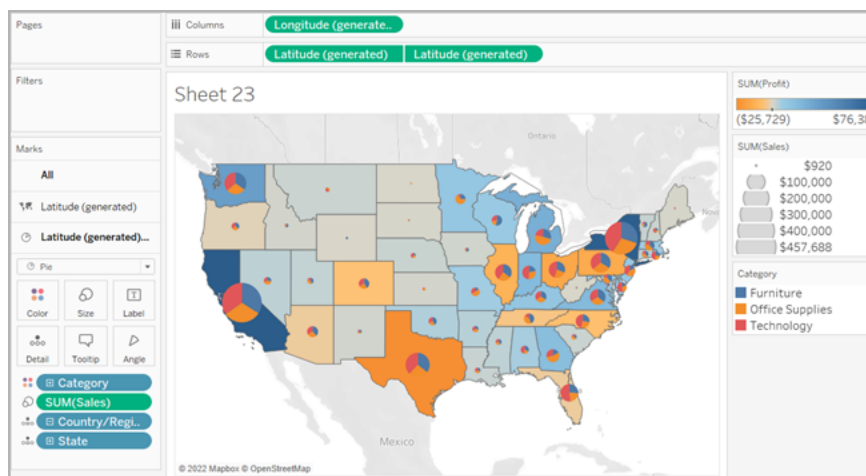 Pages
iii Columns
Longitude (generate..
Rows
Latitude (generated)
Latitude (generated)
Filters
Sheet 23
Marks
All
Latitude (generated)
Latitude (generated)...
Pie
Color
Size
Label
Detail
Tooltip
Angle
Category
SUM(Sales)
Country/Regi..
State
Ontario
Mexico
© 2022 Mapbox © OpenStreetMap
SUM(Profit)
($25,729)
SUM(Sales)
$920
$100,000
$200,000
$300,000
$400,000
$457,688
Category
Furniture
Office Supplies
Technology